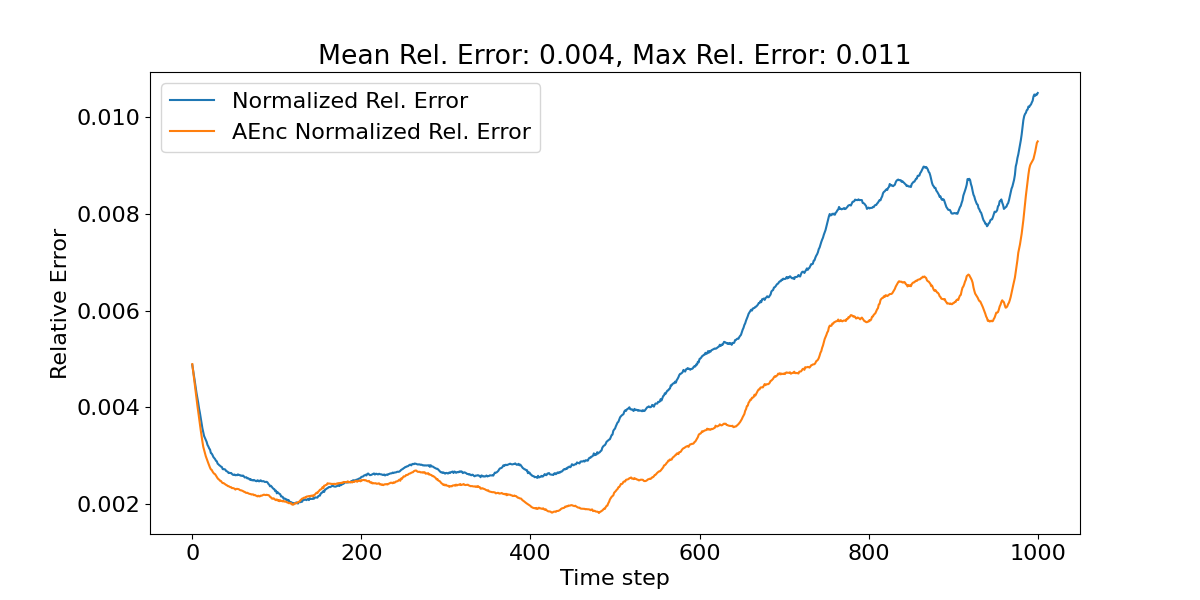 Mean Rel. Error: 0.004, Max Rel. Error: 0.011
Normalized Rel. Error
AEnc Normalized Rel. Error
Relative Error
0.010
0.008
0.006
0.004
0.002
0 200 400 600 800 1000
Time step